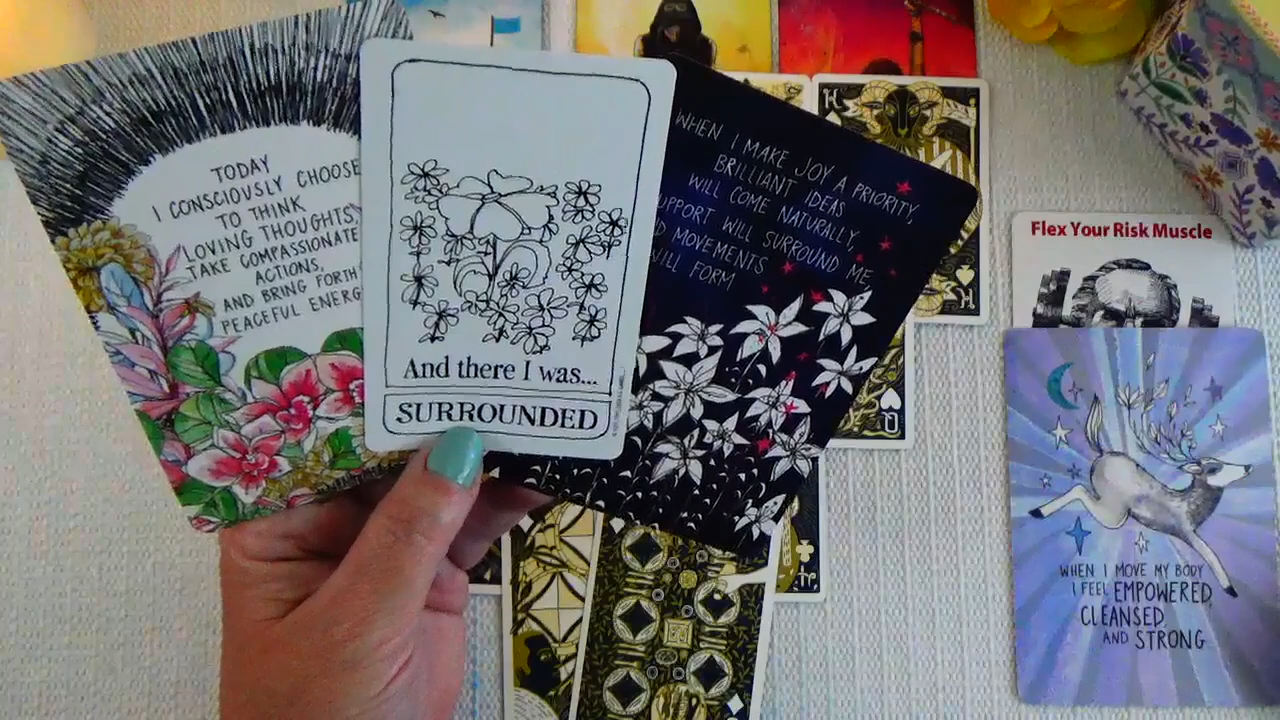 TODAY
I CONSCIOUSLY CHOOSE
TO THINK
LOVING THOUGHTS,
TAKE COMPASSIONATE
ACTIONS,
AND BRING FORTH
PEACEFUL ENERG
And there I was...
SURROUNDED
WHEN I MAKE JOY A PRIORITY,
BRILLIANT IDEAS
WILL COME NATURALLY,
UPPORT WILL SURROUND ME,
D MOVEMENTS
WILL FORM
K
K
Q
J
Flex Your Risk Muscle
WHEN I MOVE MY BODY
I FEEL EMPOWERED,
CLEANSED,
AND STRONG